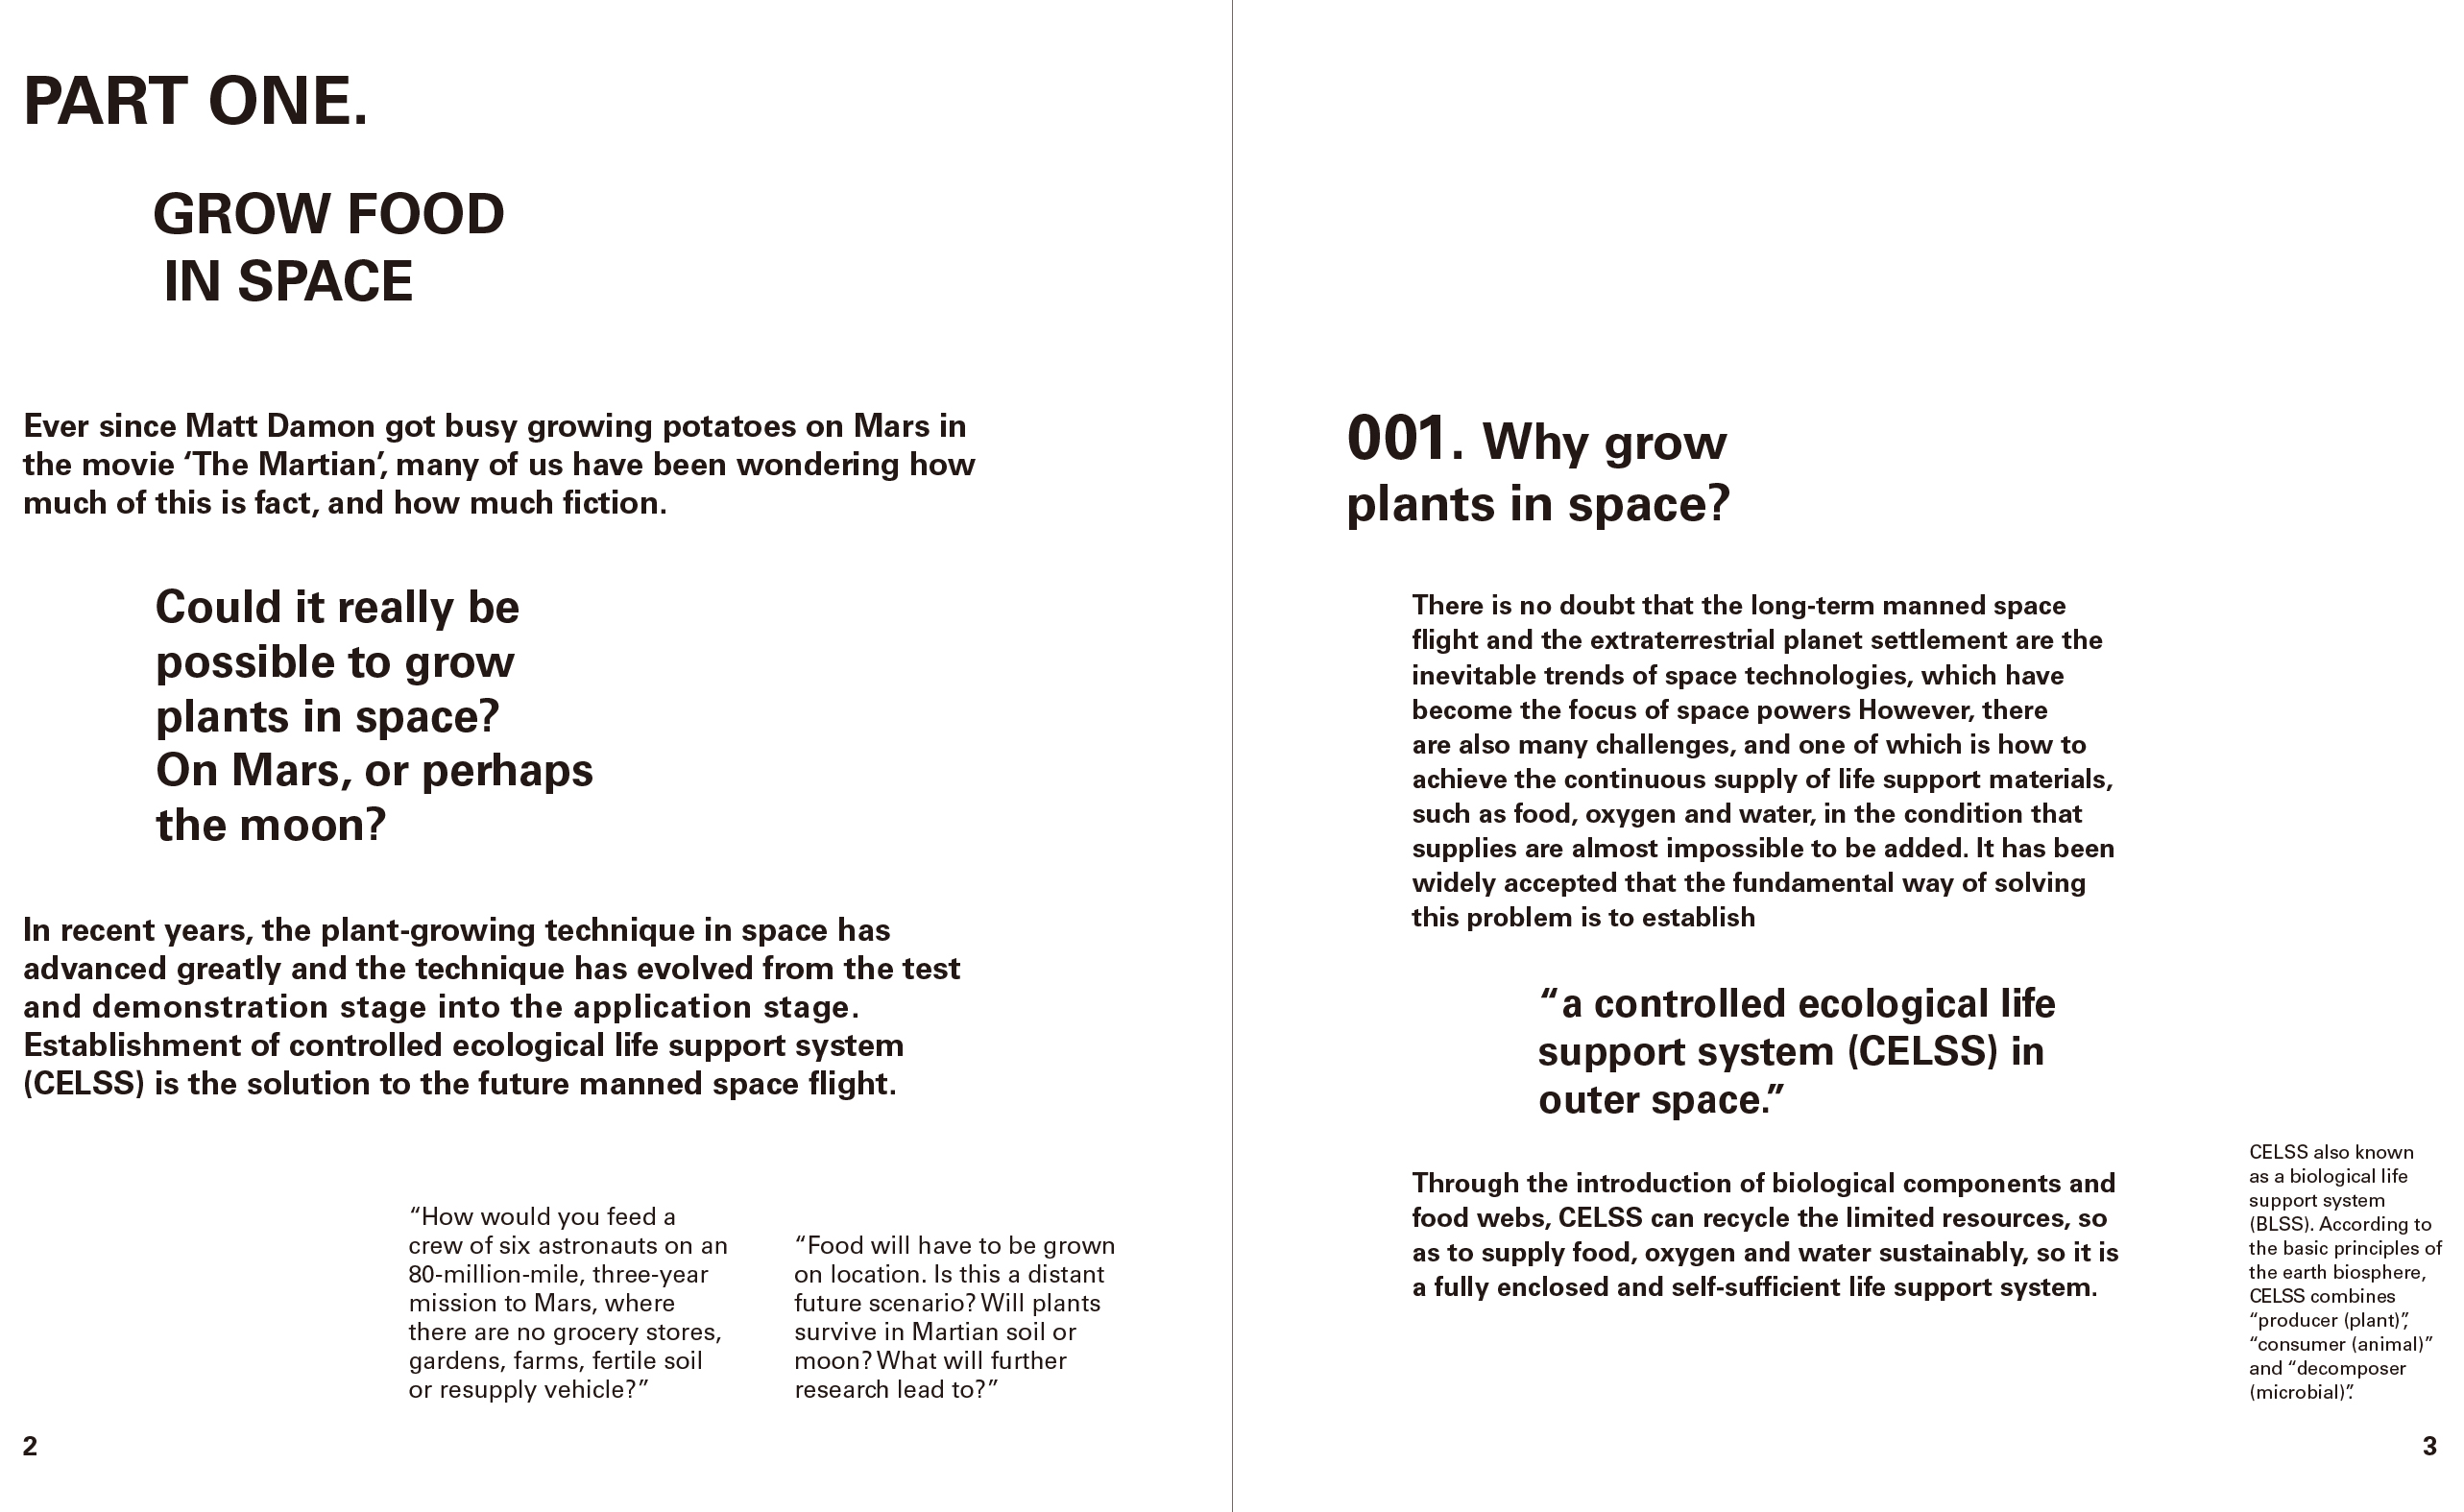 PART ONE.
GROW FOOD
IN SPACE
Ever since Matt Damon got busy growing potatoes on Mars in
the movie ‘The Martian’, many of us have been wondering how
much of this is fact, and how much fiction.
Could it really be
possible to grow
plants in space?
On Mars, or perhaps
the moon?
In recent years, the plant-growing technique in space has
advanced greatly and the technique has evolved from the test
and demonstration stage into the application stage.
Establishment of controlled ecological life support system
(CELSS) is the solution to the future manned space flight.
“How would you feed a
crew of six astronauts on an
80-million-mile, three-year
mission to Mars, where
there are no grocery stores,
gardens, farms, fertile soil
or resupply vehicle?”
“Food will have to be grown
on location. Is this a distant
future scenario? Will plants
survive in Martian soil or
moon? What will further
research lead to?”
2
001. Why grow
plants in space?
There is no doubt that the long-term manned space
flight and the extraterrestrial planet settlement are the
inevitable trends of space technologies, which have
become the focus of space powers However, there
are also many challenges, and one of which is how to
achieve the continuous supply of life support materials,
such as food, oxygen and water, in the condition that
supplies are almost impossible to be added. It has been
widely accepted that the fundamental way of solving
this problem is to establish
“a controlled ecological life
support system (CELSS) in
outer space.”
Through the introduction of biological components and
food webs, CELSS can recycle the limited resources, so
as to supply food, oxygen and water sustainably, so it is
a fully enclosed and self-sufficient life support system.
CELSS also known
as a biological life
support system
(BLSS). According to
the basic principles of
the earth biosphere,
CELSS combines
“producer (plant)”,
“consumer (animal)”
and “decomposer
(microbial)”.
3